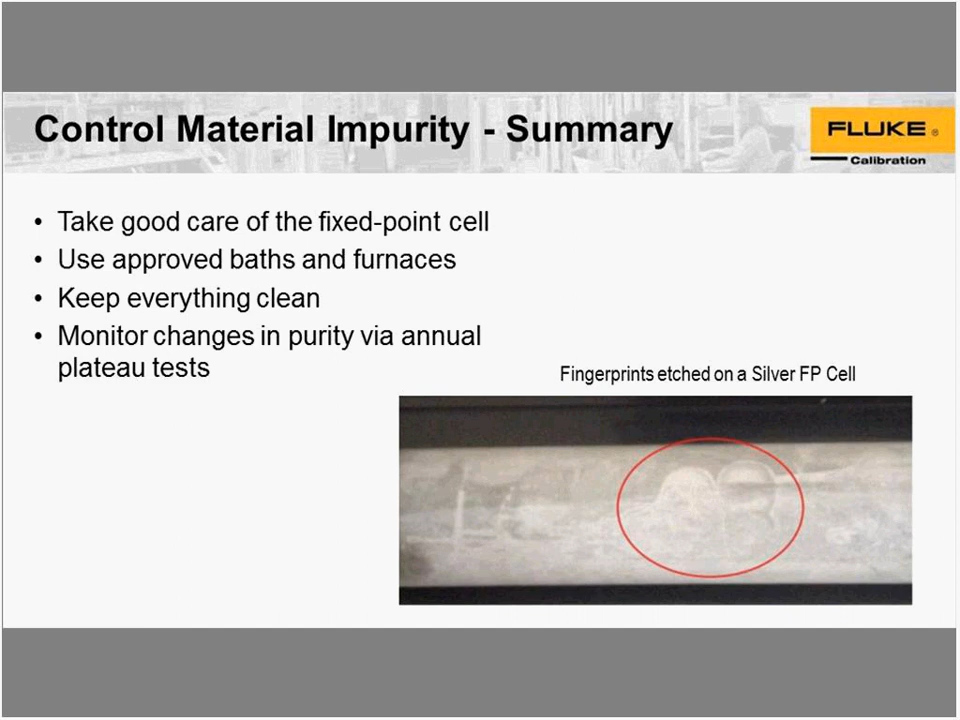 Control Material Impurity - Summary
FLUKE ®
Calibration
• Take good care of the fixed-point cell
• Use approved baths and furnaces
• Keep everything clean
• Monitor changes in purity via annual
plateau tests
Fingerprints etched on a Silver FP Cell